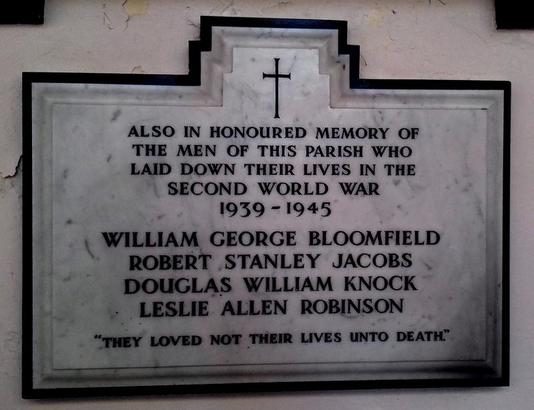 ALSO IN HONOURED MEMORY OF
THE MEN OF THIS PARISH WHO
LAID DOWN THEIR LIVES IN THE
SECOND WORLD WAR
1939-1945
WILLIAM GEORGE BLOOMFIELD
ROBERT STANLEY JACOBS
DOUGLAS WILLIAM KNOCK
LESLIE ALLEN ROBINSON
"THEY LOVED NOT THEIR LIVES UNTO DEATH."